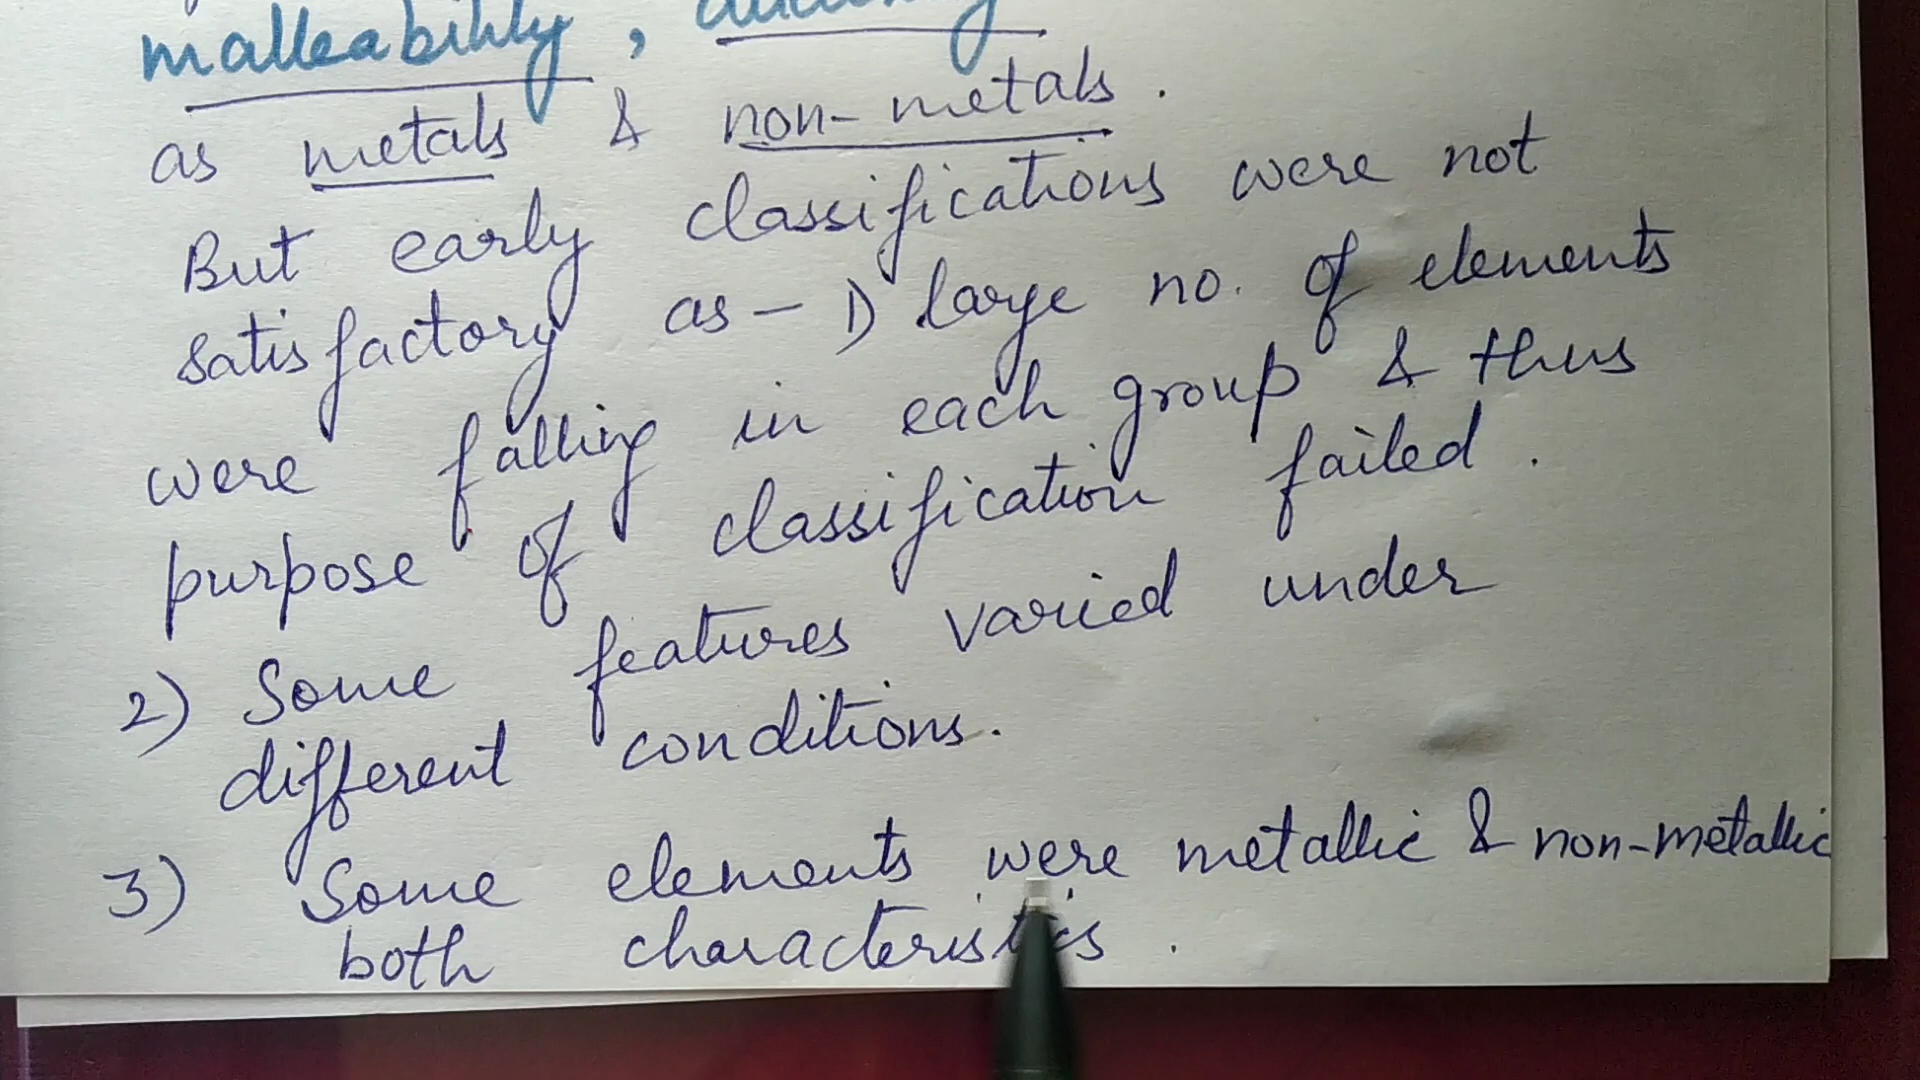 malleability,
as metals & non-metals.
But early classifications were not
satisfactory as - 1) large no. of elements
were falling in each group & thus
purpose of classification failed.
2) Some features varied under
different conditions.
3) Some elements were metallic & non-metallic
both characteristics.